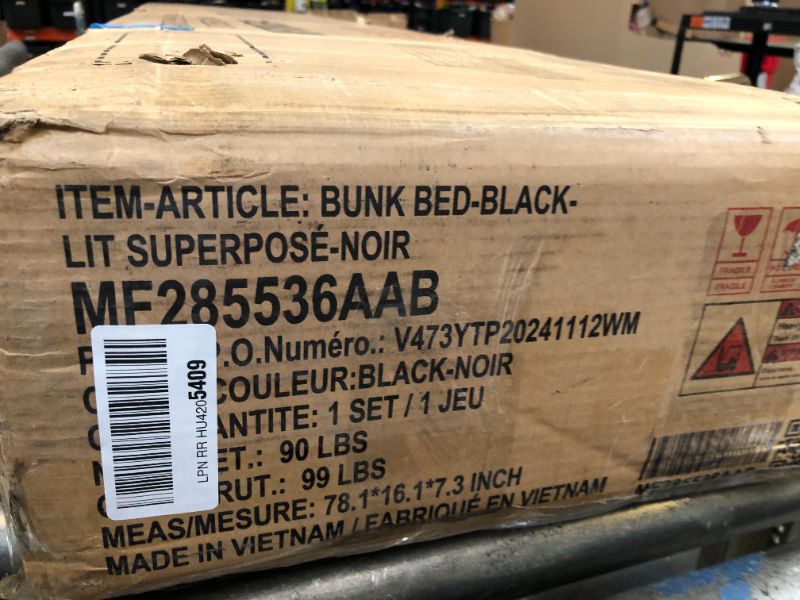 ITEM-ARTICLE: BUNK BED-BLACK-
LIT SUPERPOSÉ-NOIR
MF285536AAB
P.O.Numéro.: V473YTP20241112WM
COULEUR:BLACK-NOIR
ANTITE: 1 SET / 1 JEU
ET.: 90 LBS
RUT.: 99 LBS
MEAS/MESURE: 78.1*16.1*7.3 INCH
MADE IN VIETNAM / FABRIQUÉ EN VIETNAM
LPN RR HU4205409
FRAGILE
FRAGILE